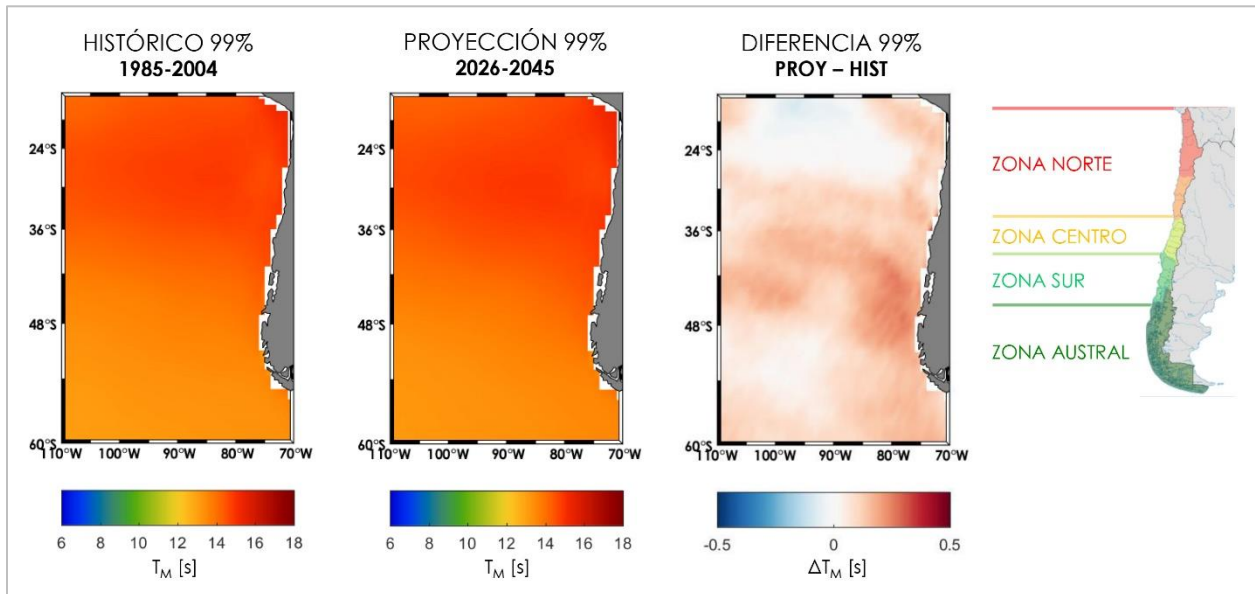 HISTÓRICO 99%
1985-2004
24°S
36°S
48°S
60°S
110°W 100°W 90°W 80°W 70°W
6 8 10 12 14 16 18
T_M [s]
PROYECCIÓN 99%
2026-2045
24°S
36°S
48°S
60°S
110°W 100°W 90°W 80°W 70°W
6 8 10 12 14 16 18
T_M [s]
DIFERENCIA 99%
PROY – HIST
24°S
36°S
48°S
60°S
110°W 100°W 90°W 80°W 70°W
-0.5 0 0.5
ΔT_M [s]
ZONA NORTE
ZONA CENTRO
ZONA SUR
ZONA AUSTRAL